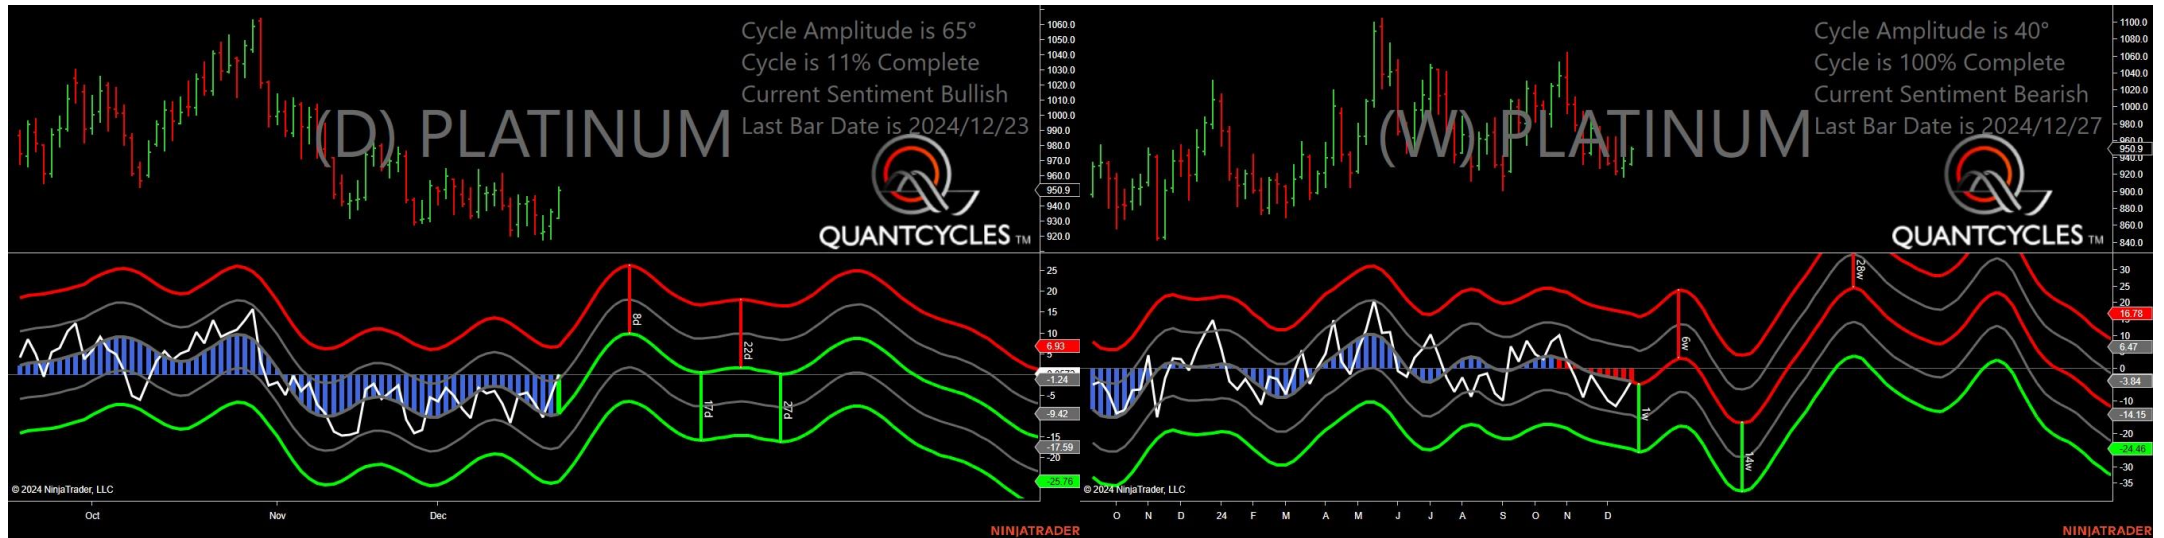 Cycle Amplitude is 65°
Cycle is 11% Complete
Current Sentiment Bullish
Last Bar Date is 2024/12/23
(D) PLATINUM
QUANTCYCLES TM
1060.0
1050.0
1040.0
1030.0
1020.0
1010.0
1000.0
990.0
980.0
970.0
960.0
950.9
940.0
930.0
920.0
25
20
15
10
6.93
5
-1.24
-5
-9.42
-15
-17.59
-20
-25.76
8d
22d
17d
27d
© 2024 NinjaTrader, LLC
Oct
Nov
Dec
NINJATRADER
Cycle Amplitude is 40°
Cycle is 100% Complete
Current Sentiment Bearish
Last Bar Date is 2024/12/27
(W) PLATINUM
QUANTCYCLES TM
1100.0
1080.0
1060.0
1040.0
1020.0
1000.0
980.0
960.0
950.9
940.0
920.0
900.0
880.0
860.0
840.0
30
25
20
16.78
10
6.47
5
0
-3.84
-10
-14.15
-20
-24.46
-30
-35
28w
6w
1w
14w
© 2024 NinjaTrader, LLC
O N D 24 F M A M J J A S O N D
NINJATRADER